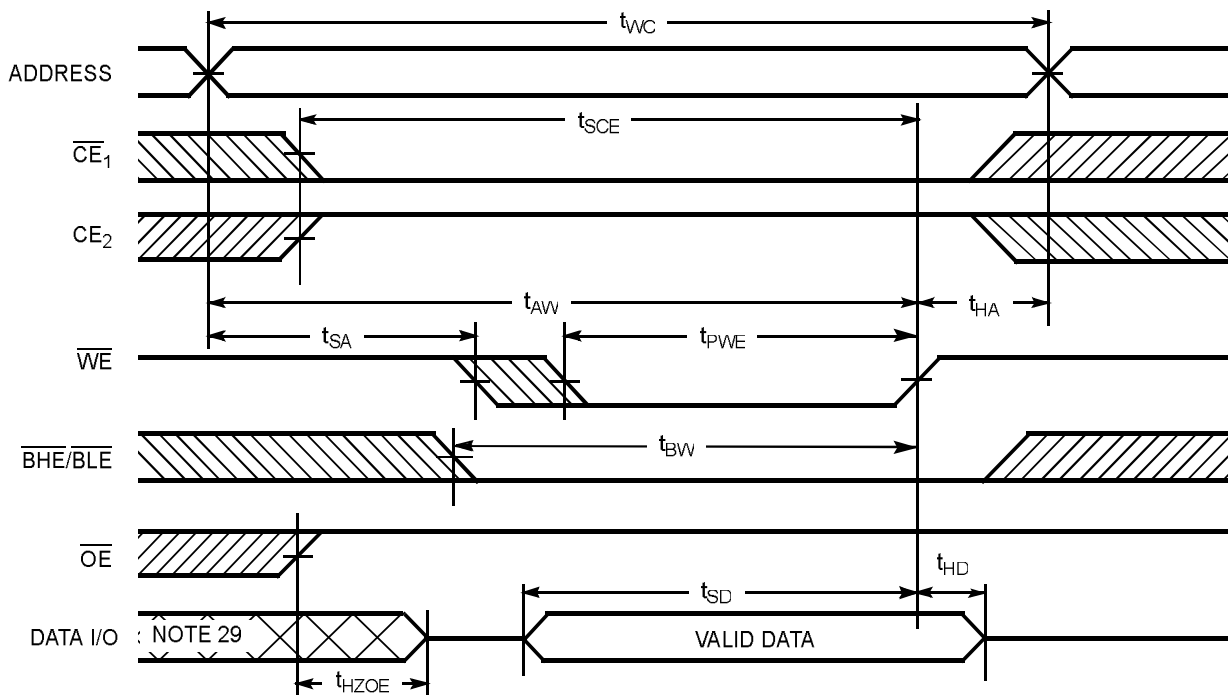 tWC
ADDRESS
tSCE
CE1
CE2
tAW
tHA
tSA
tPWE
WE
tBW
BHE/BLE
OE
tHD
tSD
DATA I/O NOTE 29 VALID DATA
tHZOE